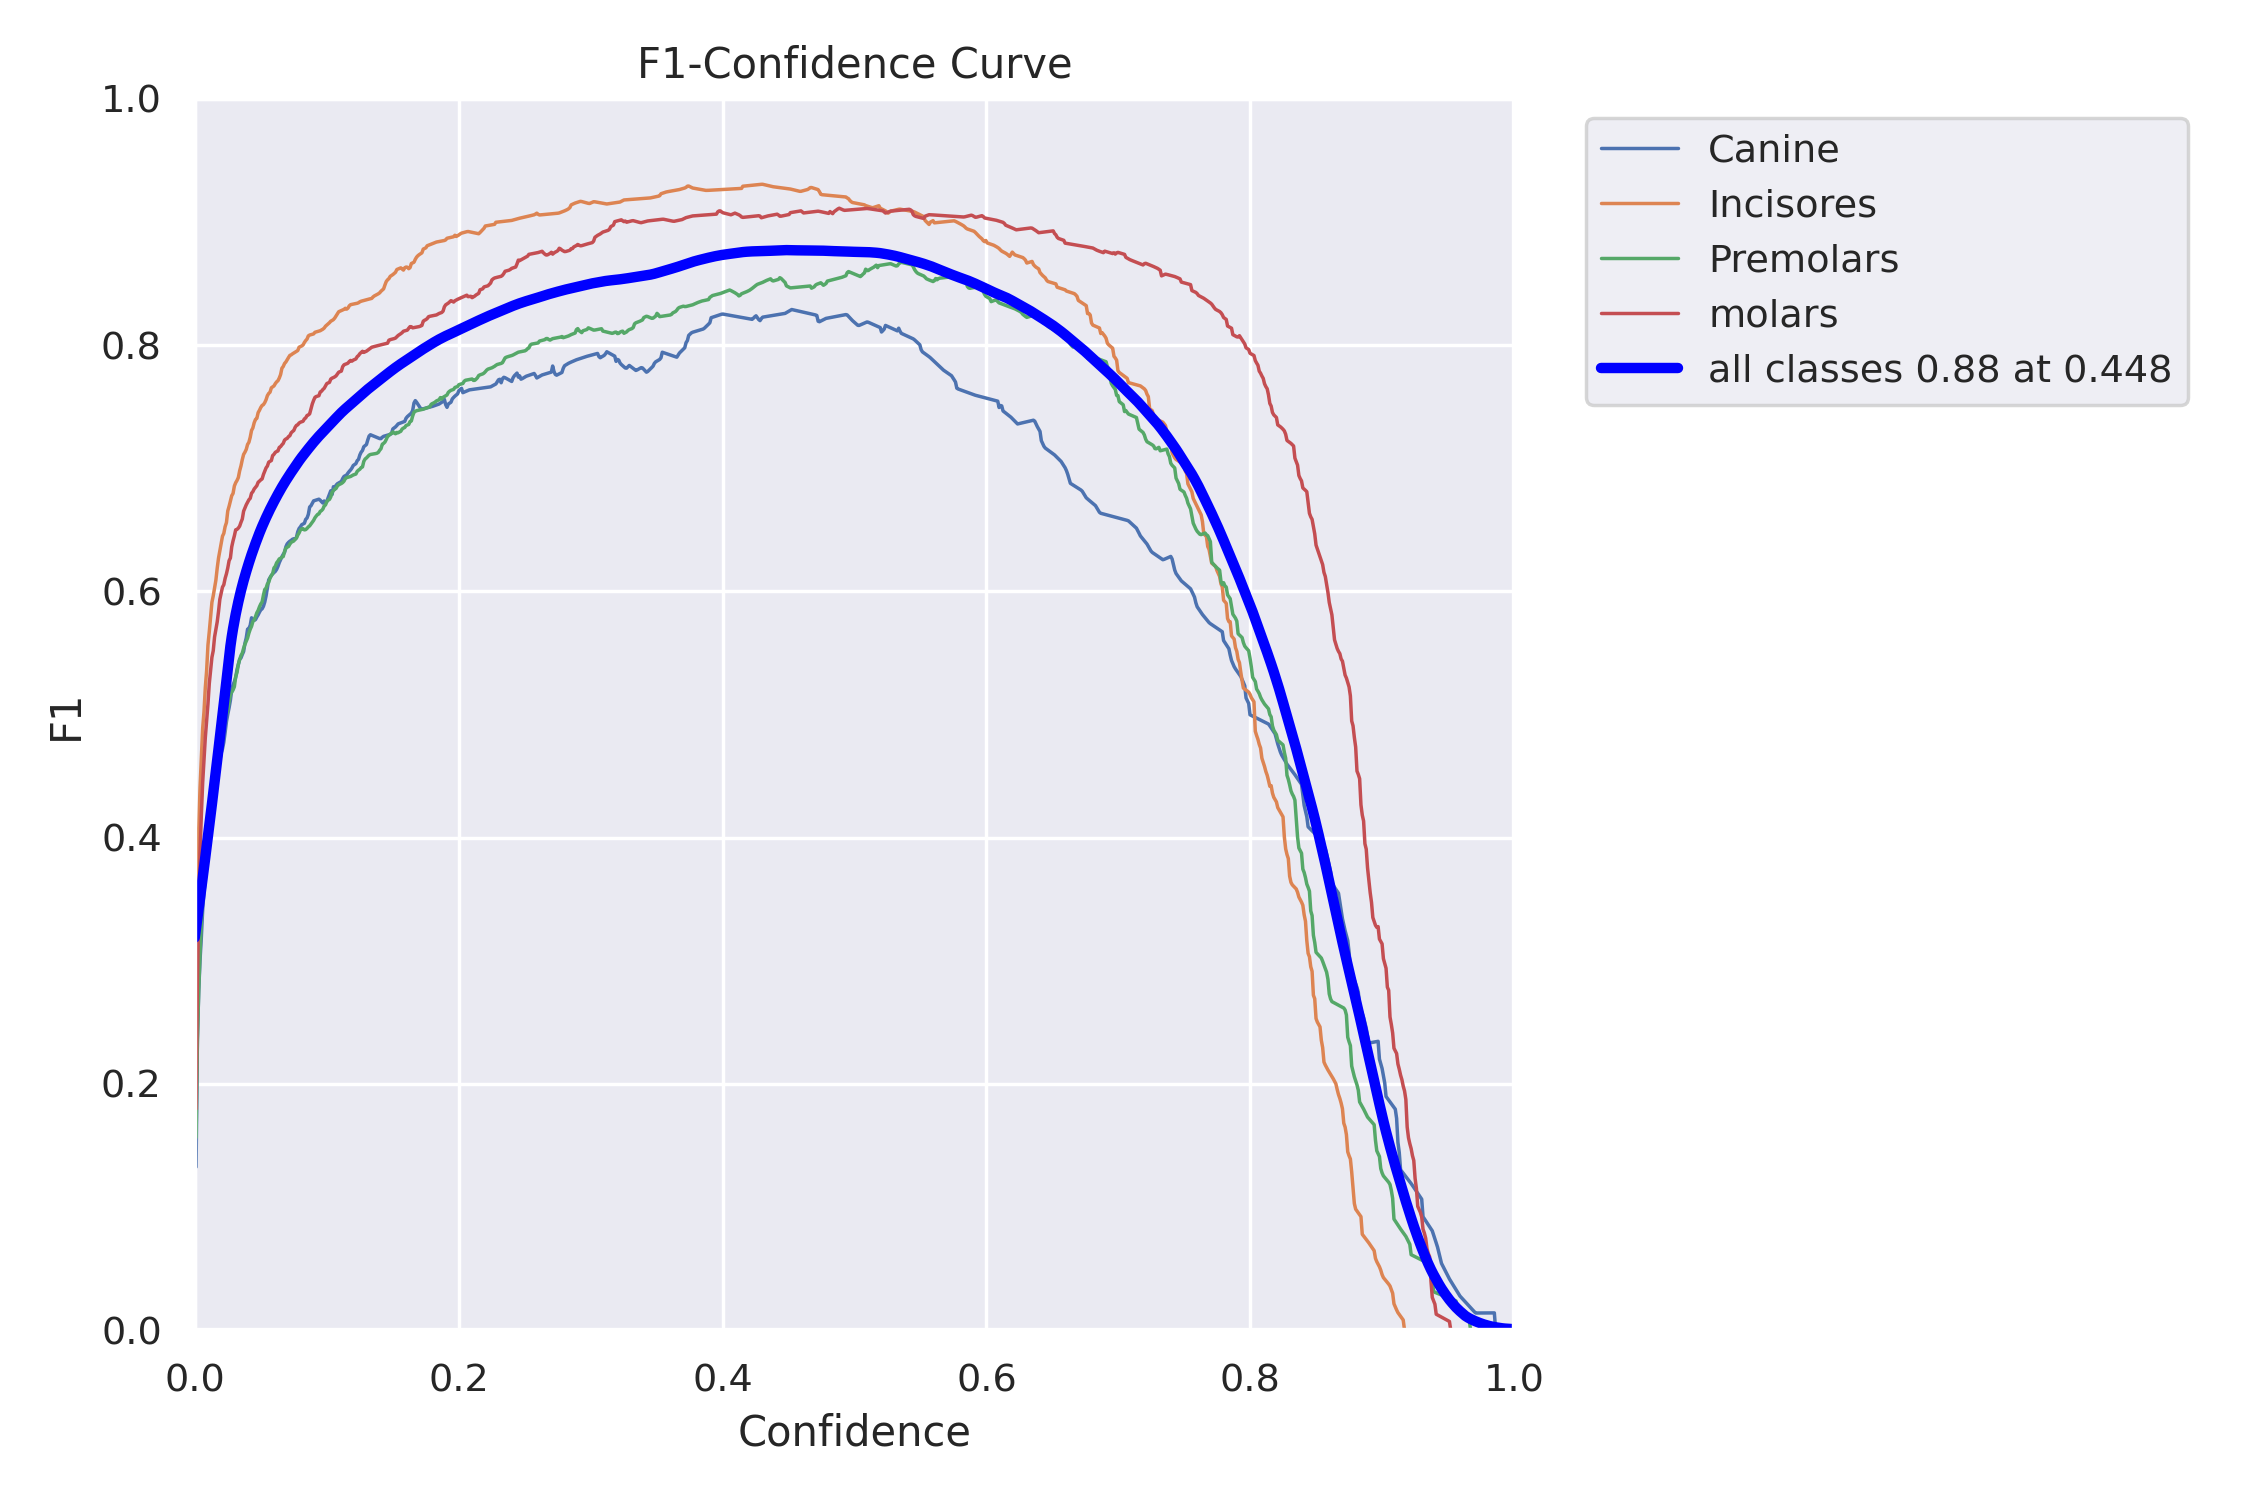 F1-Confidence Curve
1.0
0.8
0.6
0.4
0.2
0.0
F1
0.0 0.2 0.4 0.6 0.8 1.0
Confidence
Canine
Incisores
Premolars
molars
all classes 0.88 at 0.448